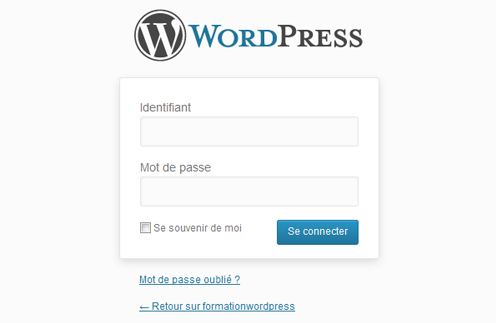 WORDPRESS
Identifiant
Mot de passe
Se souvenir de moi
Se connecter
Mot de passe oublié ?
← Retour sur formationwordpress